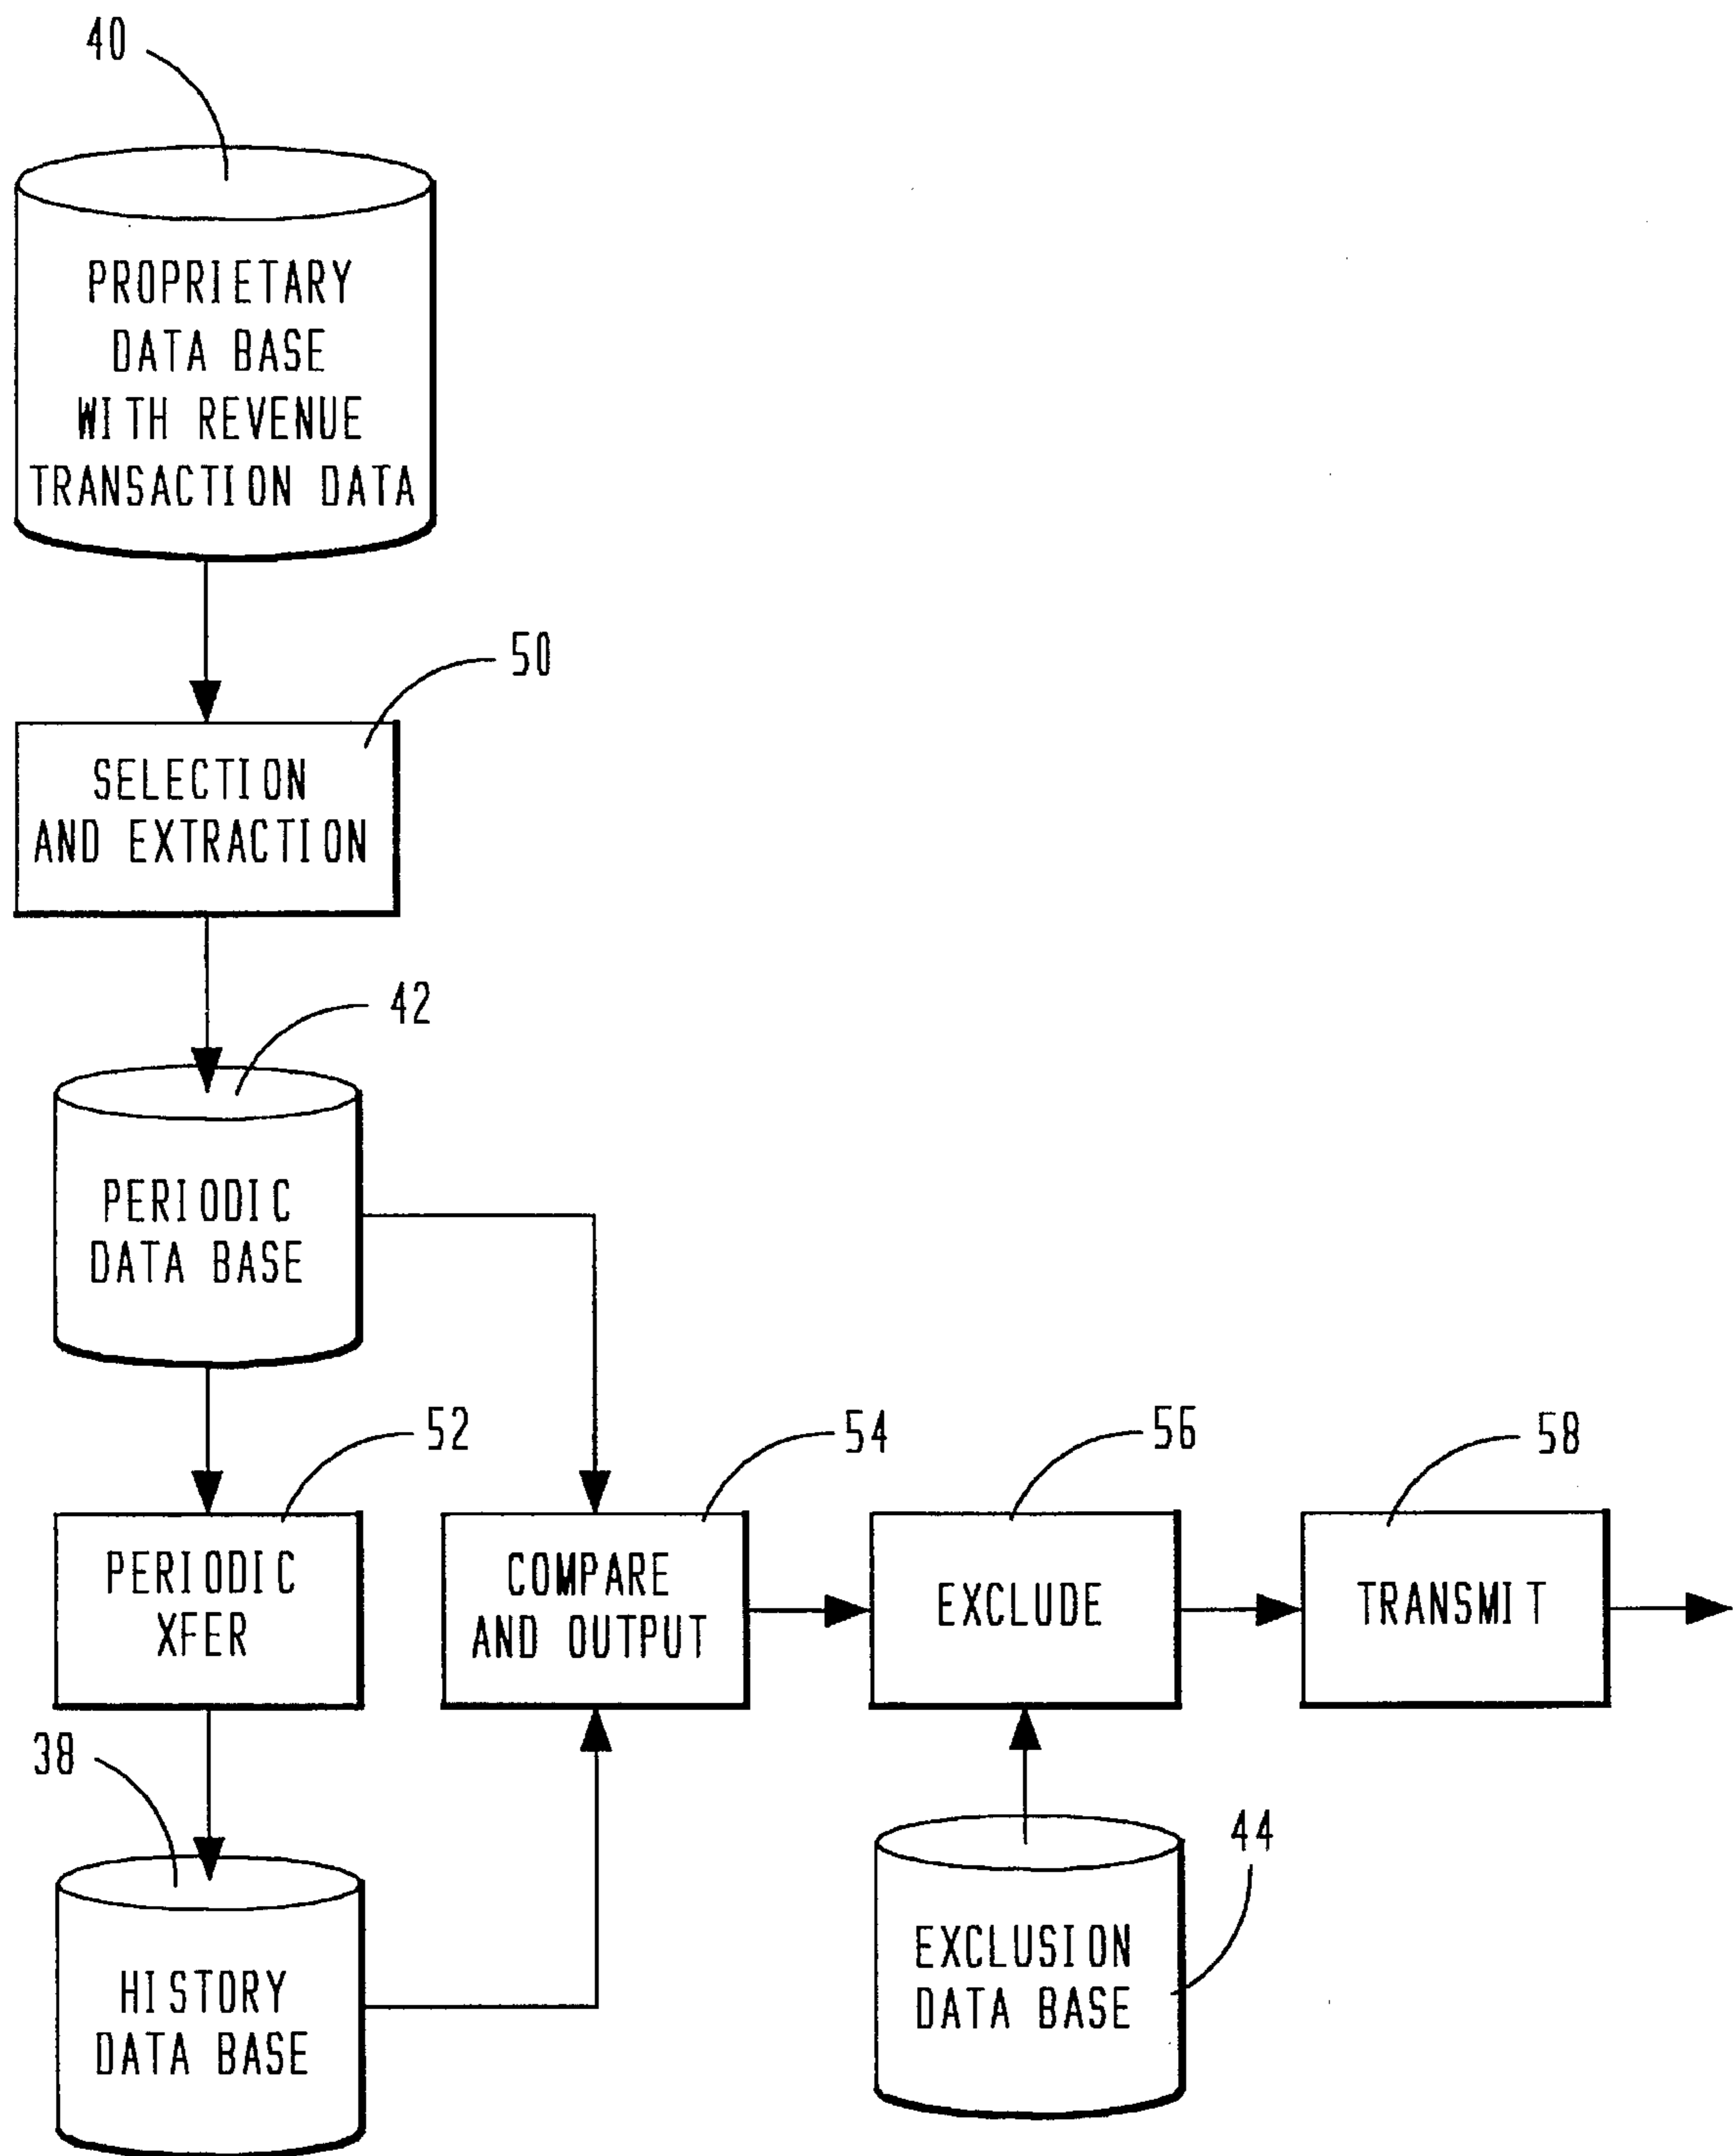 40
PROPRIETARY
DATA BASE
WITH REVENUE
TRANSACTION DATA
50
SELECTION
AND EXTRACTION
42
PERIODIC
DATA BASE
52
PERIODIC
XFER
54
COMPARE
AND OUTPUT
56
EXCLUDE
58
TRANSMIT
38
HISTORY
DATA BASE
44
EXCLUSION
DATA BASE